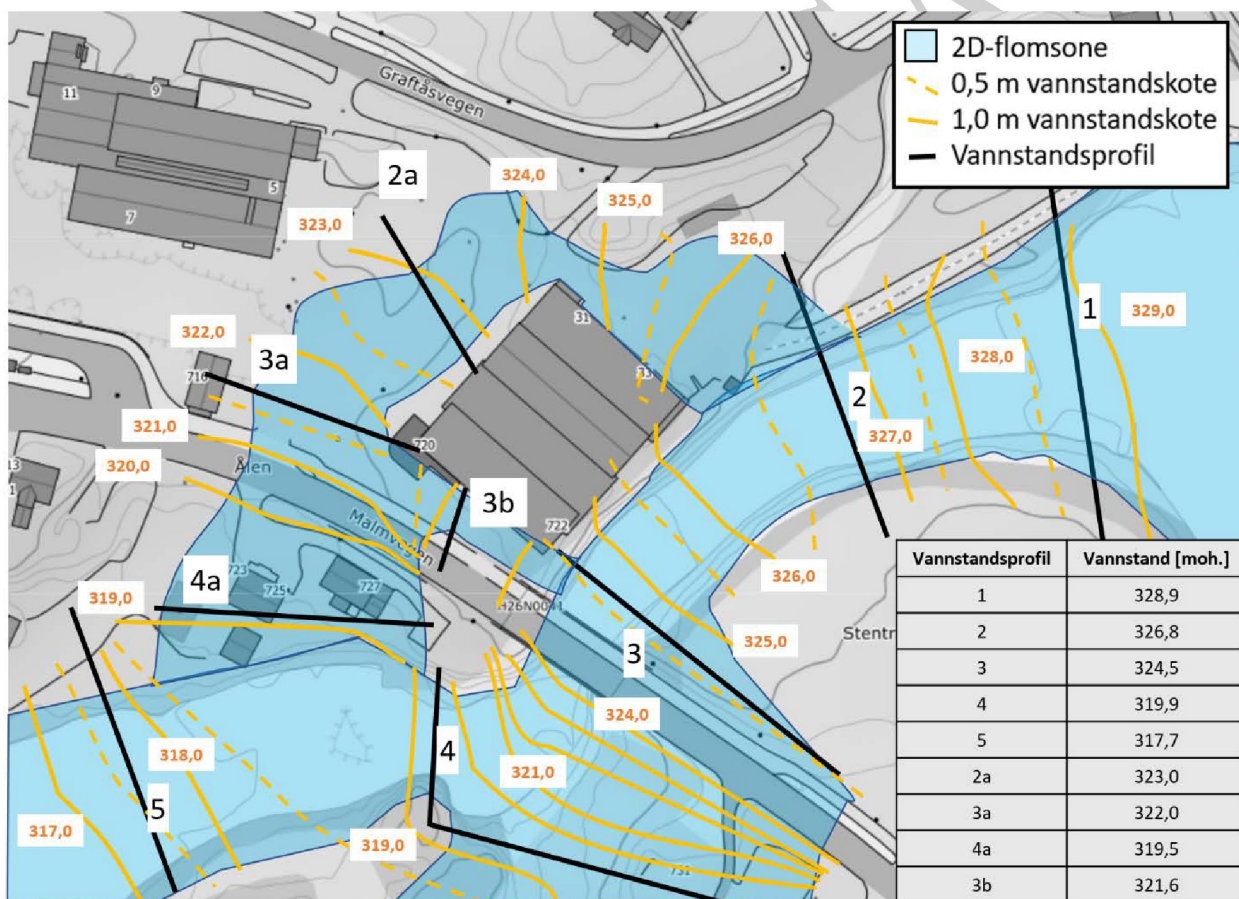 2D-flomsone
0,5 m vannstandskote
1,0 m vannstandskote
Vannstandsprofil
Graftåsvegen
11
9
5
7
2a
324,0
325,0
323,0
326,0
1
329,0
31
322,0
3a
716
33
328,0
2
327,0
321,0
720
320,0
Ålen
13
1
3b
722
Malmvegen
326,0
4a
723
725
727
319,0
H26N0041
325,0
Stentr
3
324,0
4
318,0
321,0
5
317,0
319,0
731
Vannstandsprofil Vannstand [moh.]
1 328,9
2 326,8
3 324,5
4 319,9
5 317,7
2a 323,0
3a 322,0
4a 319,5
3b 321,6